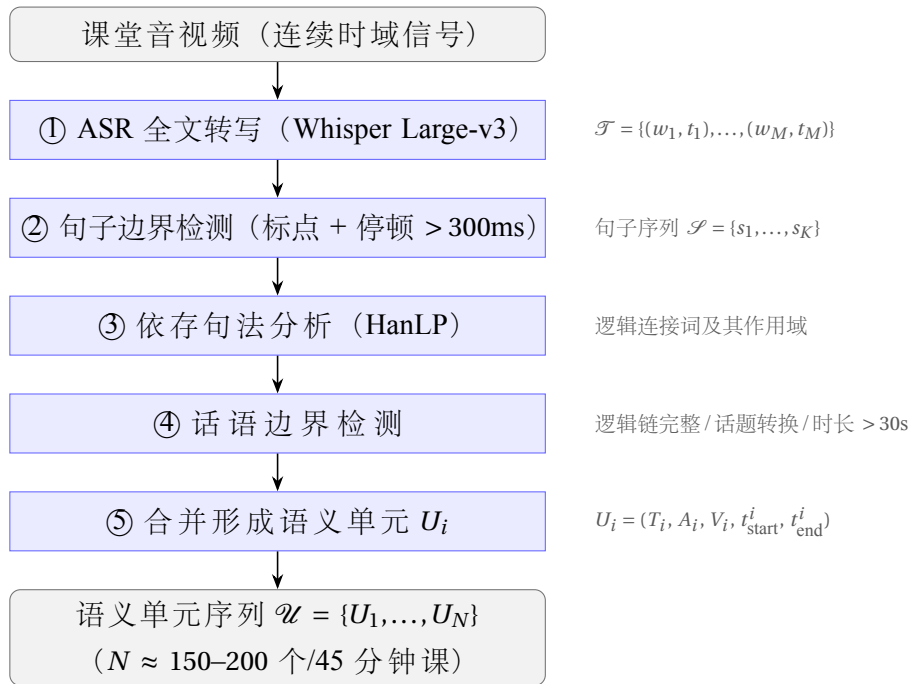 课堂音视频（连续时域信号）
① ASR 全文转写（Whisper Large-v3） 𝒯 = {(w₁, t₁),…,(w_M, t_M)}
② 句子边界检测（标点 + 停顿 > 300ms） 句子序列 𝒮 = {s₁,…,s_K}
③ 依存句法分析（HanLP） 逻辑连接词及其作用域
④ 话语边界检测 逻辑链完整 / 话题转换 / 时长 > 30s
⑤ 合并形成语义单元 U_i U_i = (T_i, A_i, V_i, t^i_start, t^i_end)
语义单元序列 𝒰 = {U₁,…,U_N}
（N ≈ 150–200 个/45 分钟课）